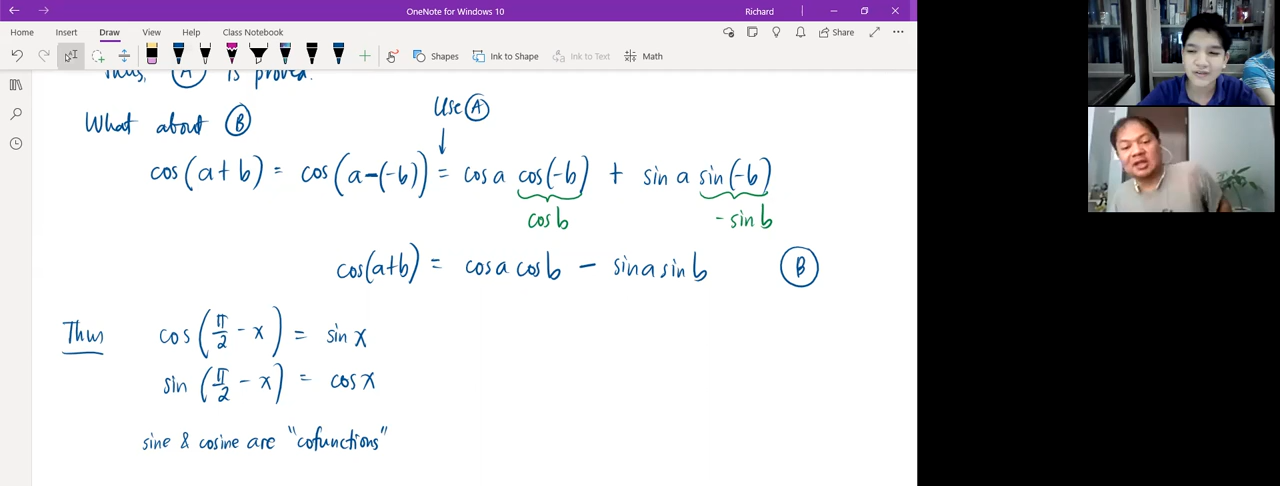 OneNote for Windows 10
Richard
Home Insert Draw View Help Class Notebook
Share
Shapes Ink to Shape Ink to Text Math
Thus, (A) is proved.
Use (A)
What about (B)
cos(a+b) = cos(a-(-b)) = cos a cos(-b) + sin a sin(-b)
cos b - sin b
cos(a+b) = cos a cos b - sin a sin b (B)
Thus cos(π/2 - x) = sin x
sin(π/2 - x) = cos x
sine & cosine are "cofunctions"